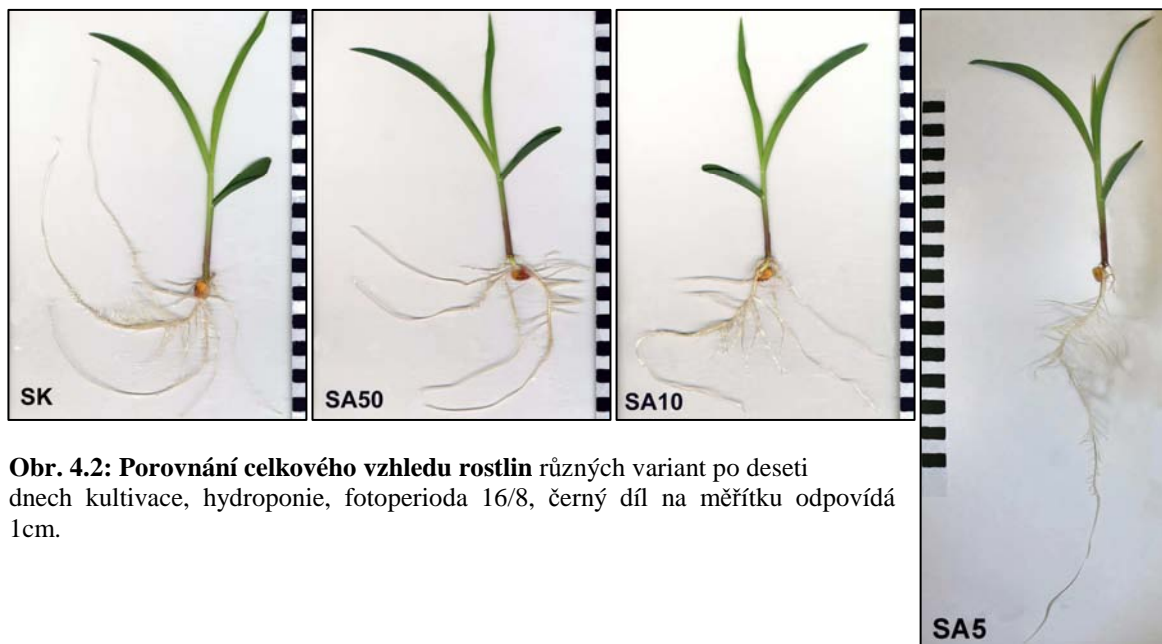 SK
SA50
SA10
SA5
Obr. 4.2: Porovnání celkového vzhledu rostlin různých variant po deseti
dnech kultivace, hydroponie, fotoperioda 16/8, černý díl na měřítku odpovídá
1cm.